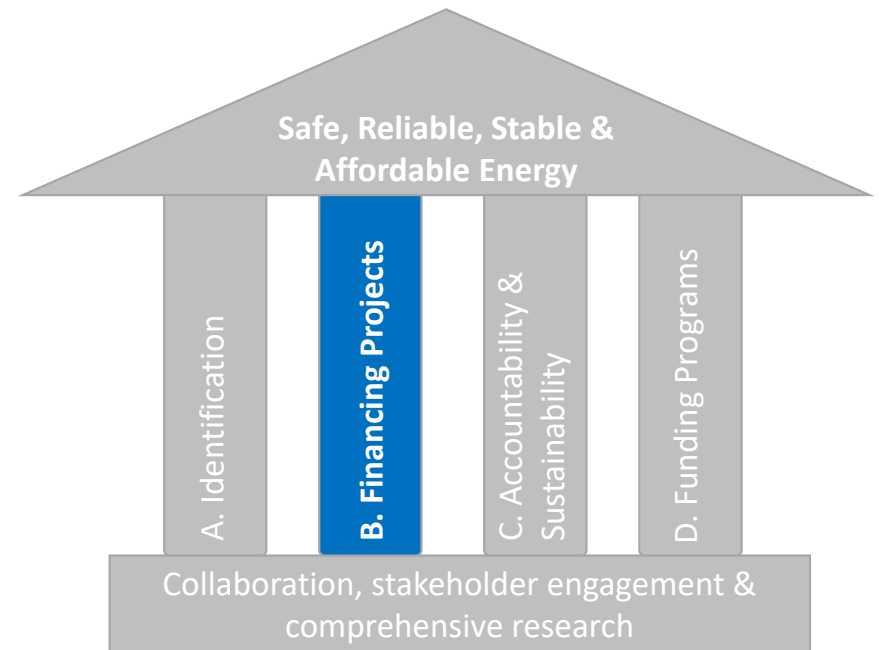 Safe, Reliable, Stable &
Affordable Energy
A. Identification
B. Financing Projects
C. Accountability &
Sustainability
D. Funding Programs
Collaboration, stakeholder engagement &
comprehensive research